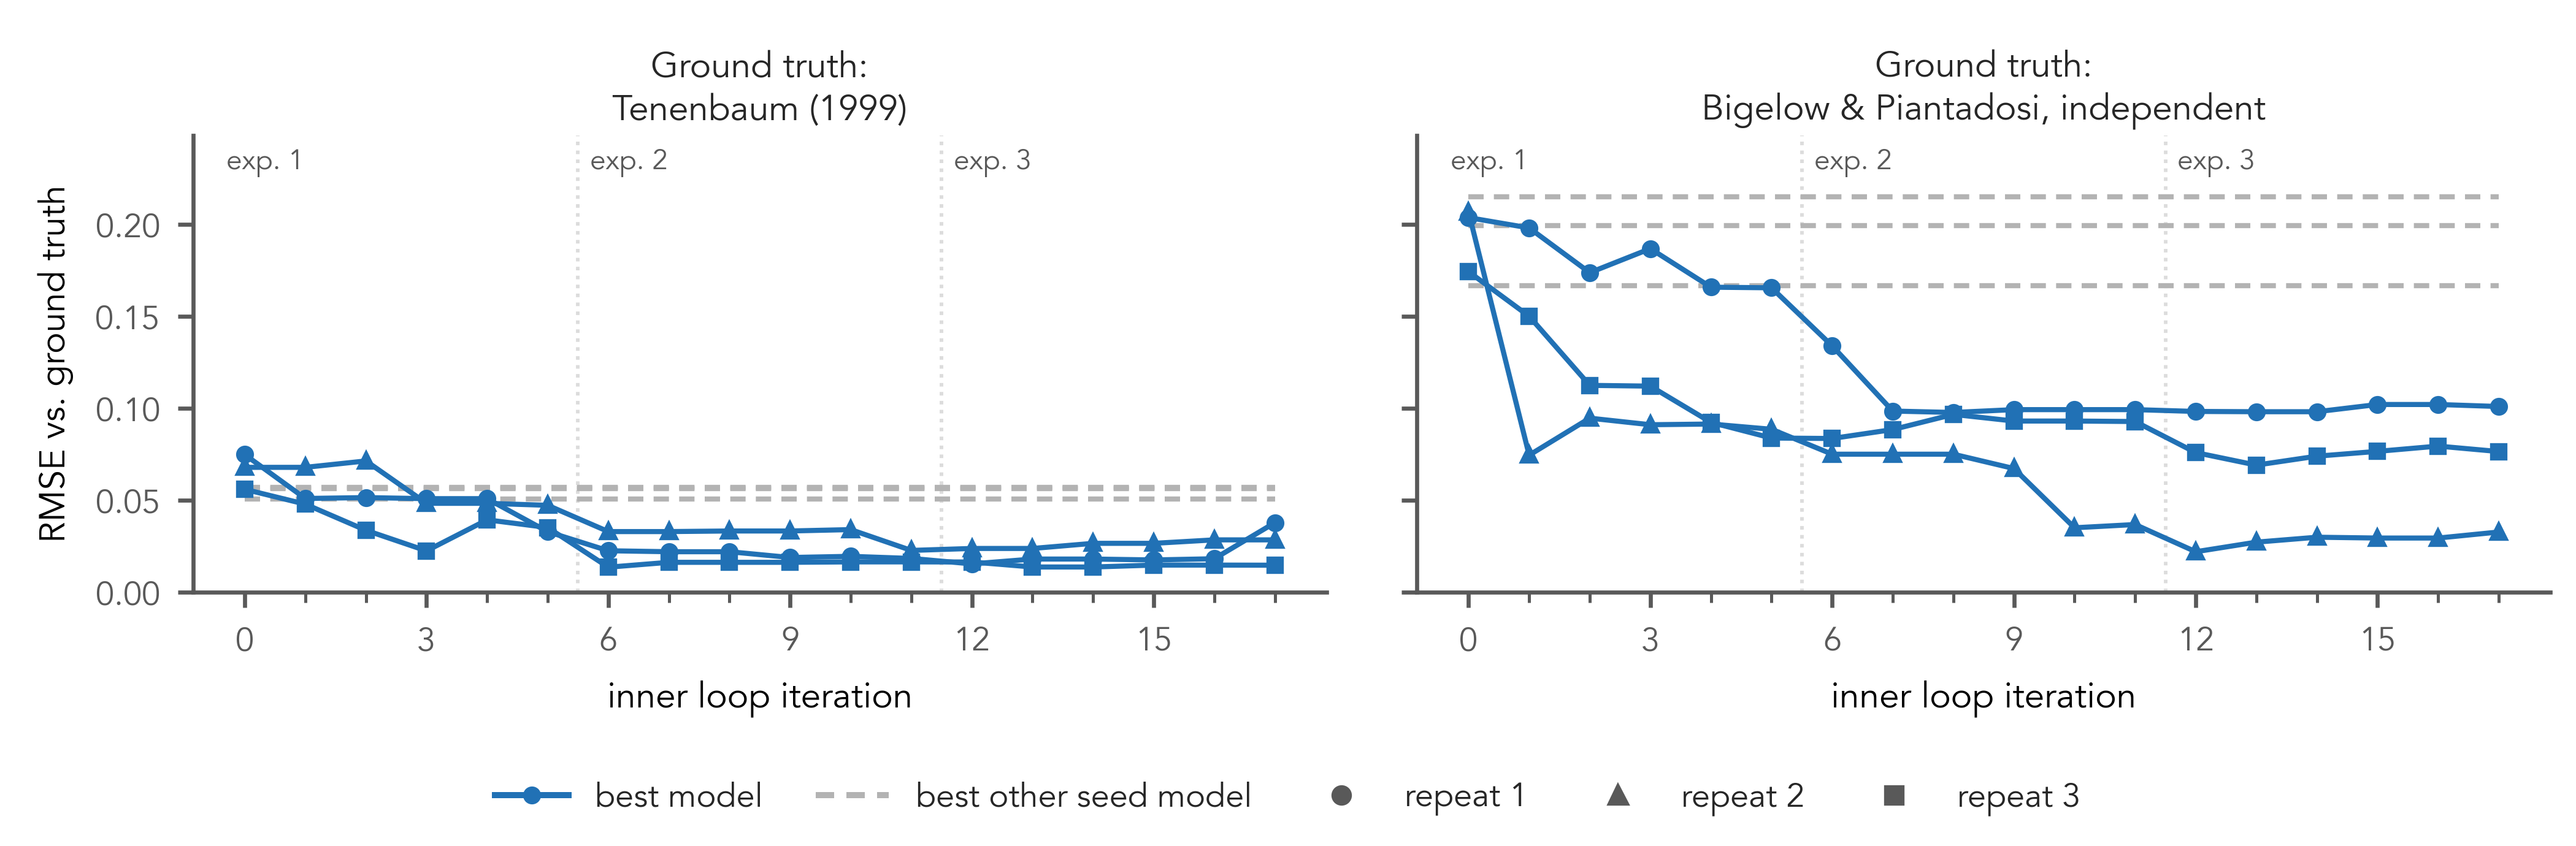 Ground truth:
Tenenbaum (1999)
exp. 1
exp. 2
exp. 3
RMSE vs. ground truth
0.20
0.15
0.10
0.05
0.00
0
3
6
9
12
15
inner loop iteration
Ground truth:
Bigelow & Piantadosi, independent
exp. 1
exp. 2
exp. 3
0
3
6
9
12
15
inner loop iteration
best model
best other seed model
repeat 1
repeat 2
repeat 3